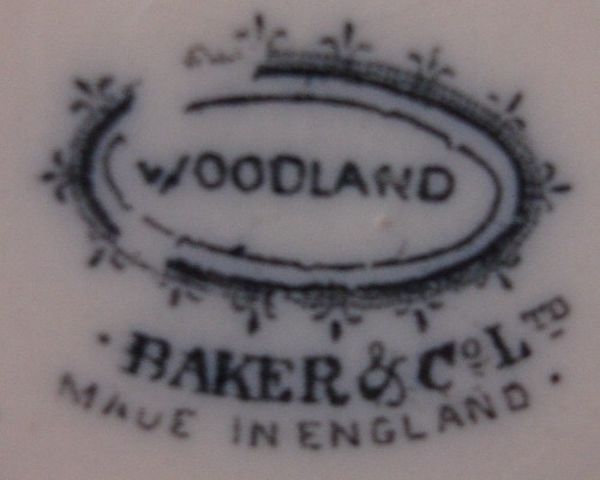 WOODLAND
BAKER & Co LTD
MADE IN ENGLAND